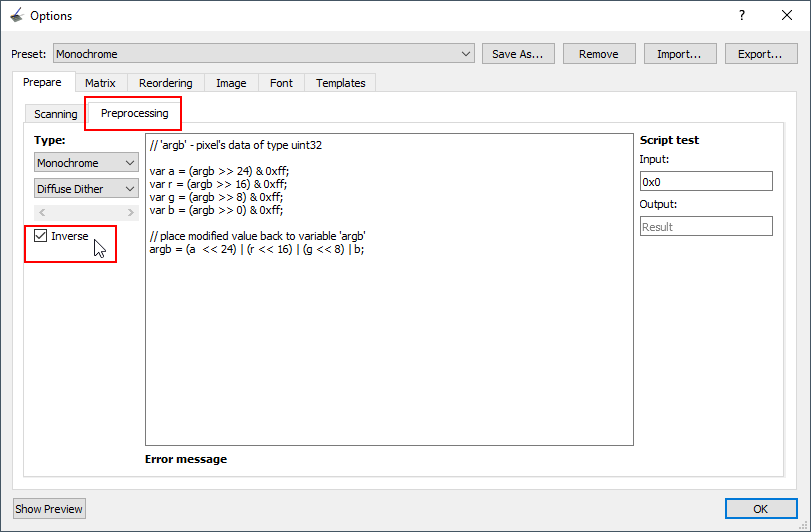 Options
?
Preset: Monochrome Save As... Remove Import... Export...
Prepare Matrix Reordering Image Font Templates
Scanning Preprocessing
Type:
Monochrome
Diffuse Dither
Inverse
// 'argb' - pixel's data of type uint32
var a = (argb >> 24) & 0xff;
var r = (argb >> 16) & 0xff;
var g = (argb >> 8) & 0xff;
var b = (argb >> 0) & 0xff;
// place modified value back to variable 'argb'
argb = (a  << 24) | (r << 16) | (g << 8) | b;
Script test
Input:
0x0
Output:
Result
Error message
Show Preview OK